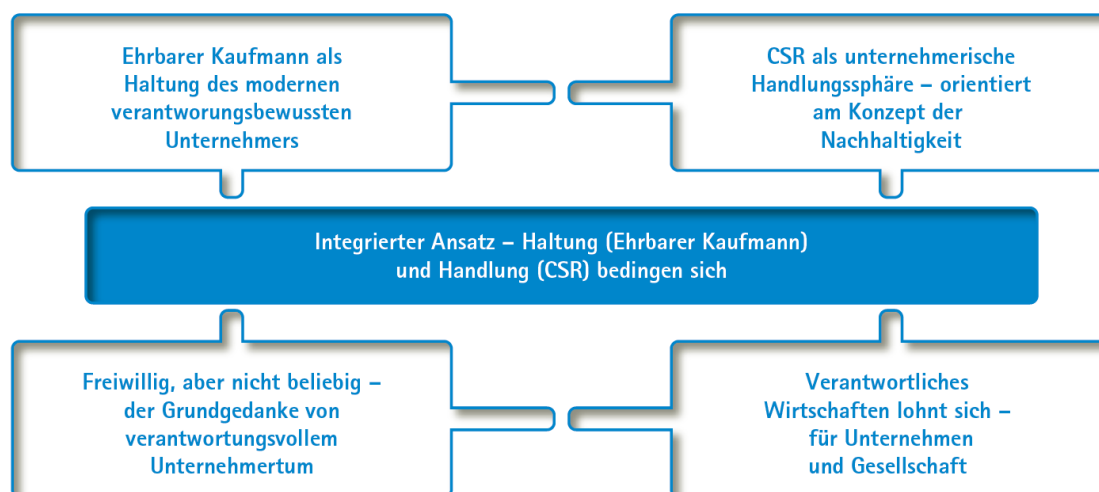 Ehrbarer Kaufmann als
Haltung des modernen
verantworungsbewussten
Unternehmers
CSR als unternehmerische
Handlungssphäre – orientiert
am Konzept der
Nachhaltigkeit
Integrierter Ansatz – Haltung (Ehrbarer Kaufmann)
und Handlung (CSR) bedingen sich
Freiwillig, aber nicht beliebig –
der Grundgedanke von
verantwortungsvollem
Unternehmertum
Verantwortliches
Wirtschaften lohnt sich –
für Unternehmen
und Gesellschaft